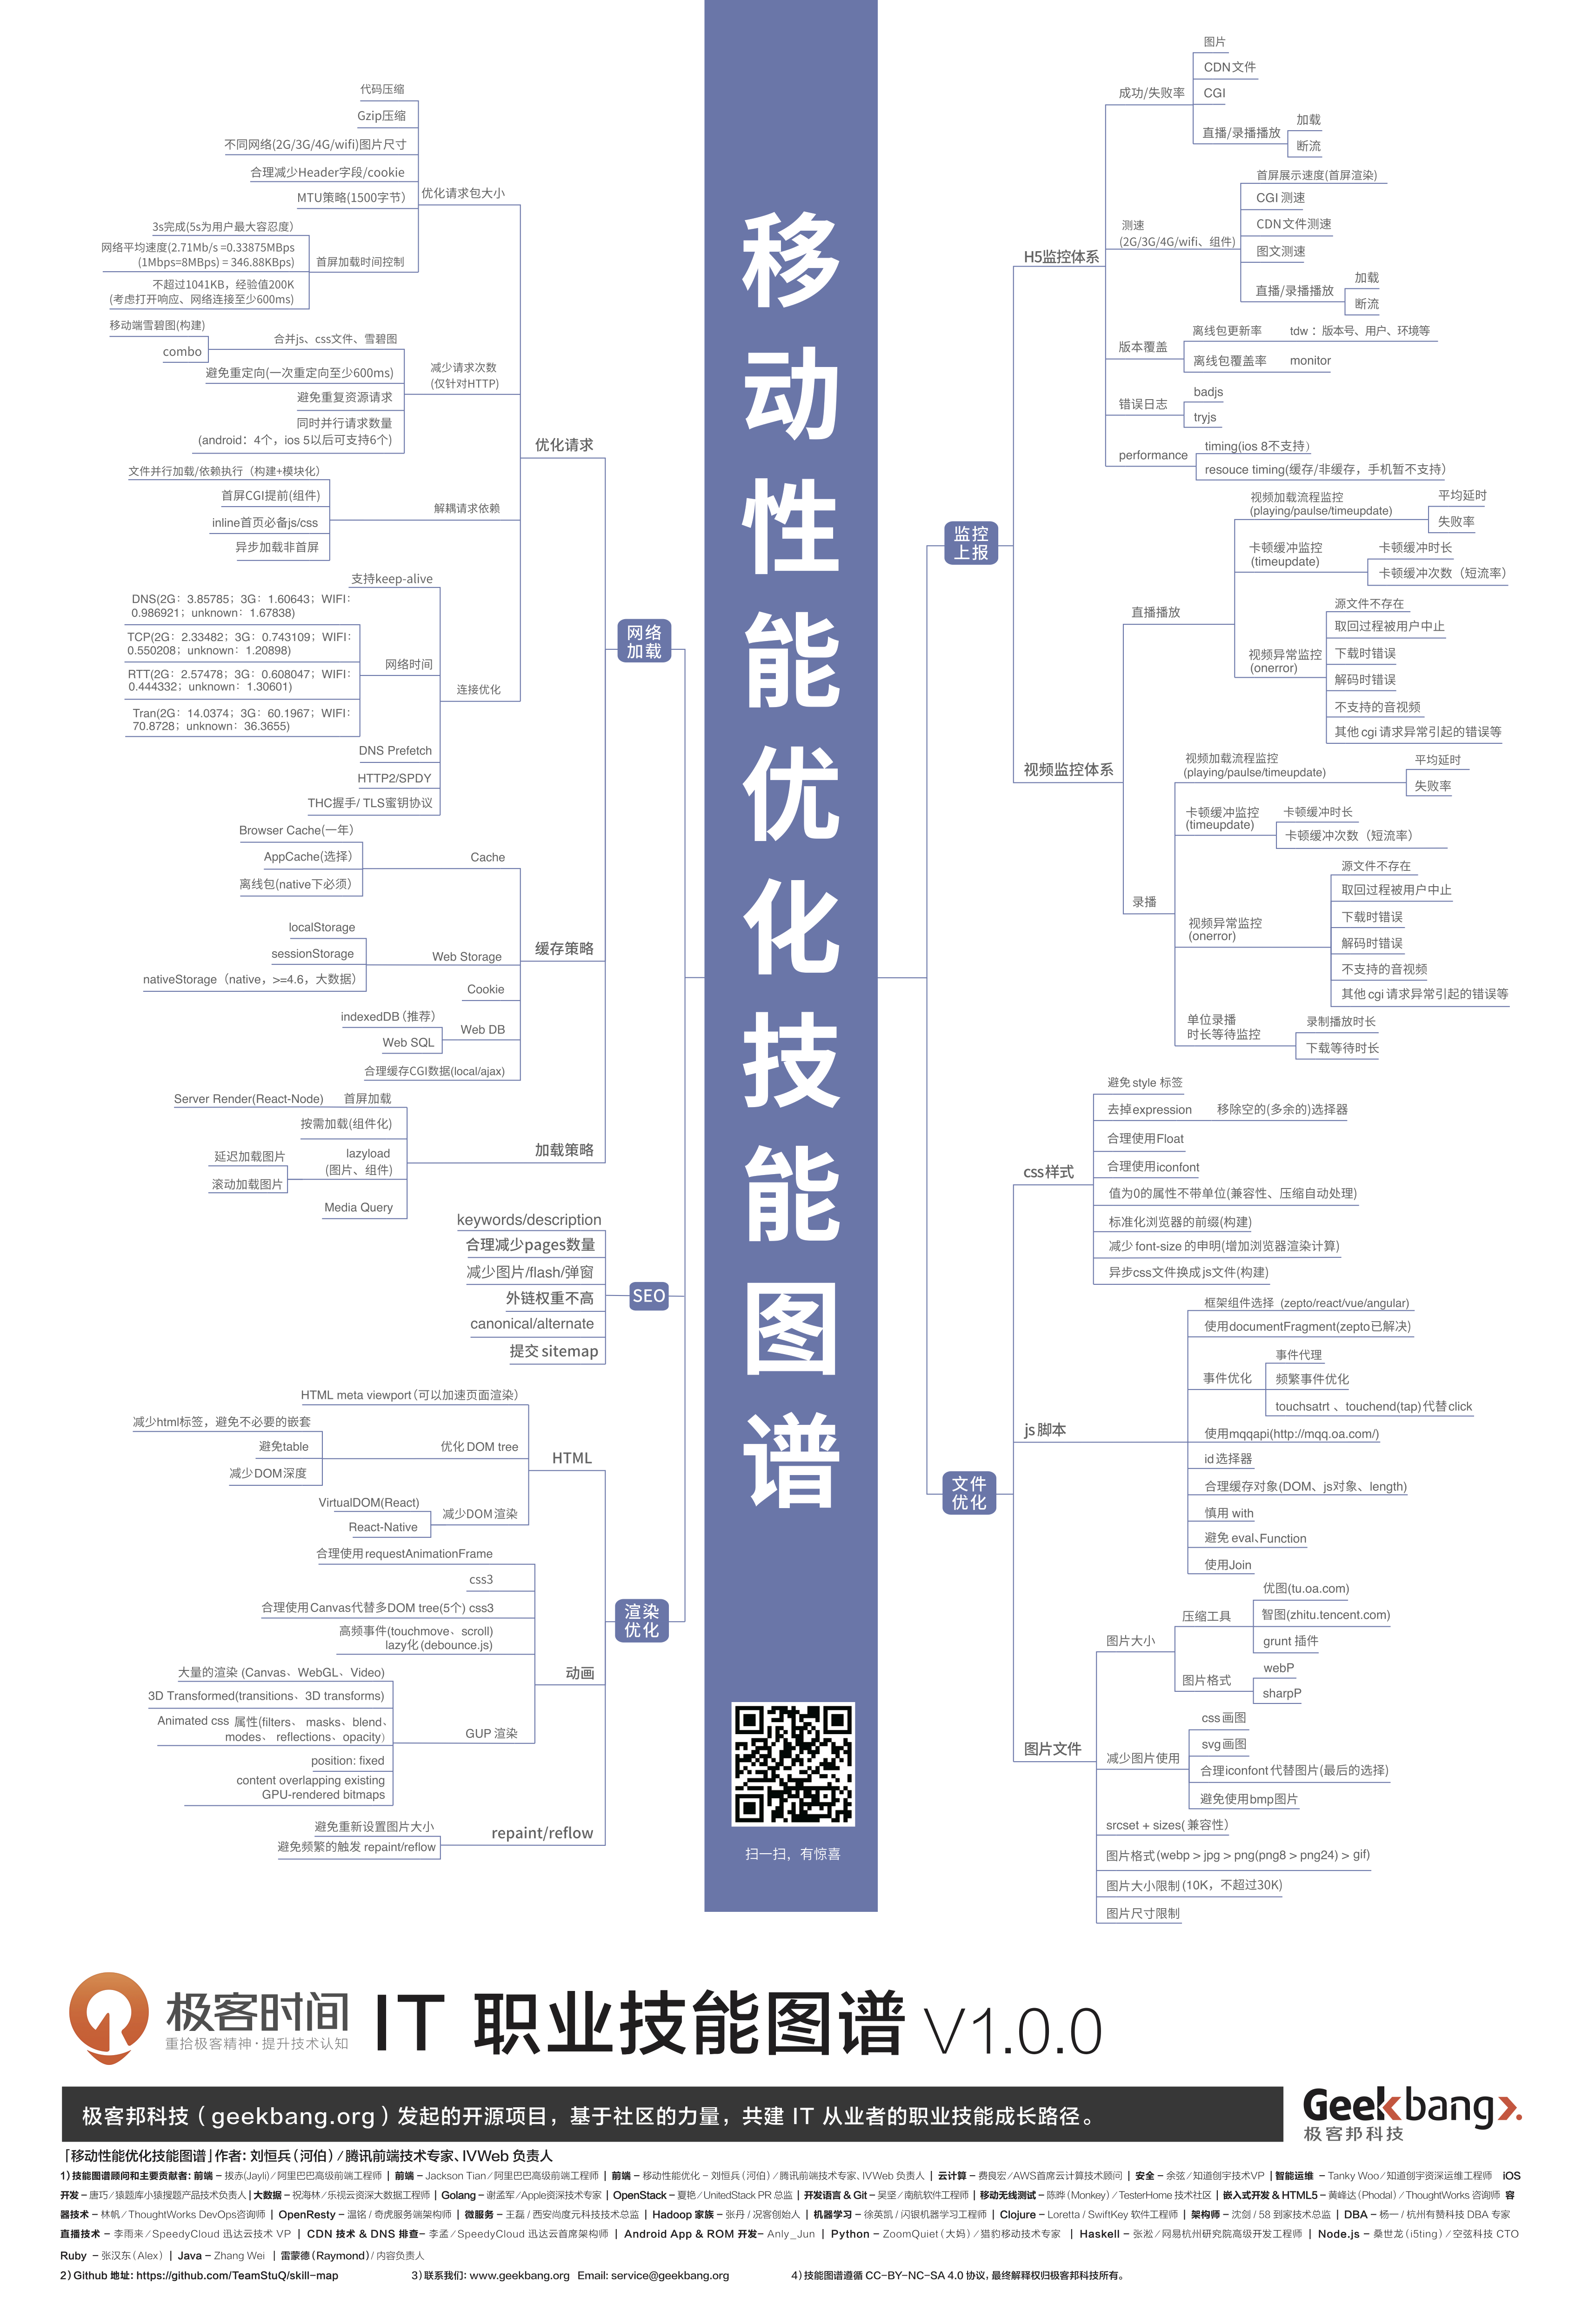 移动性能优化技能图谱
扫一扫，有惊喜
网络
加载
优化请求
优化请求包大小
代码压缩
Gzip压缩
不同网络(2G/3G/4G/wifi)图片尺寸
合理减少Header字段/cookie
MTU策略(1500字节)
首屏加载时间控制
3s完成(5s为用户最大容忍度)
网络平均速度(2.71Mb/s =0.33875MBps
(1Mbps=8MBps) = 346.88KBps)
不超过1041KB，经验值200K
(考虑打开响应、网络连接至少600ms)
减少请求次数
(仅针对HTTP)
合并js、css文件、雪碧图
移动端雪碧图(构建)
combo
避免重定向(一次重定向至少600ms)
避免重复资源请求
同时并行请求数量
(android：4个，ios 5以后可支持6个)
解耦请求依赖
文件并行加载/依赖执行（构建+模块化）
首屏CGI提前(组件)
inline首页必备js/css
异步加载非首屏
连接优化
支持keep-alive
网络时间
DNS(2G：3.85785；3G：1.60643；WIFI：
0.986921；unknown：1.67838)
TCP(2G：2.33482；3G：0.743109；WIFI：
0.550208；unknown：1.20898)
RTT(2G：2.57478；3G：0.608047；WIFI：
0.444332；unknown：1.30601)
Tran(2G：14.0374；3G：60.1967；WIFI：
70.8728；unknown：36.3655)
DNS Prefetch
HTTP2/SPDY
THC握手/ TLS蜜钥协议
缓存策略
Cache
Browser Cache(一年)
AppCache(选择)
离线包(native下必须)
Web Storage
localStorage
sessionStorage
nativeStorage（native，>=4.6，大数据）
Cookie
Web DB
indexedDB（推荐）
Web SQL
合理缓存CGI数据(local/ajax)
加载策略
首屏加载
Server Render(React-Node)
按需加载(组件化)
lazyload
(图片、组件)
延迟加载图片
滚动加载图片
Media Query
SEO
keywords/description
合理减少pages数量
减少图片/flash/弹窗
外链权重不高
canonical/alternate
提交 sitemap
渲染
优化
HTML
HTML meta viewport（可以加速页面渲染）
优化 DOM tree
减少html标签，避免不必要的嵌套
避免table
减少DOM深度
减少DOM渲染
VirtualDOM(React)
React-Native
动画
合理使用requestAnimationFrame
css3
合理使用Canvas代替多DOM tree(5个) css3
高频事件(touchmove、scroll)
lazy化 (debounce.js)
GUP 渲染
大量的渲染 (Canvas、WebGL、Video)
3D Transformed(transitions、3D transforms)
Animated css 属性(filters、masks、blend、
modes、reflections、opacity）
position: fixed
content overlapping existing
GPU-rendered bitmaps
repaint/reflow
避免重新设置图片大小
避免频繁的触发 repaint/reflow
监控
上报
H5监控体系
成功/失败率
图片
CDN文件
CGI
直播/录播播放
加载
断流
测速
(2G/3G/4G/wifi、组件)
首屏展示速度(首屏渲染)
CGI 测速
CDN文件测速
图文测速
直播/录播播放
加载
断流
版本覆盖
离线包更新率
tdw：版本号、用户、环境等
离线包覆盖率
monitor
错误日志
badjs
tryjs
performance
timing(ios 8不支持）
resouce timing(缓存/非缓存，手机暂不支持)
视频监控体系
直播播放
视频加载流程监控
(playing/paulse/timeupdate)
平均延时
失败率
卡顿缓冲监控
(timeupdate)
卡顿缓冲时长
卡顿缓冲次数（短流率）
视频异常监控
(onerror)
源文件不存在
取回过程被用户中止
下载时错误
解码时错误
不支持的音视频
其他 cgi 请求异常引起的错误等
录播
视频加载流程监控
(playing/paulse/timeupdate)
平均延时
失败率
卡顿缓冲监控
(timeupdate)
卡顿缓冲时长
卡顿缓冲次数（短流率）
视频异常监控
(onerror)
源文件不存在
取回过程被用户中止
下载时错误
解码时错误
不支持的音视频
其他 cgi 请求异常引起的错误等
单位录播
时长等待监控
录制播放时长
下载等待时长
文件
优化
css样式
避免 style 标签
去掉expression
移除空的(多余的)选择器
合理使用Float
合理使用iconfont
值为0的属性不带单位(兼容性、压缩自动处理)
标准化浏览器的前缀(构建)
减少 font-size 的申明(增加浏览器渲染计算)
异步css文件换成js文件(构建)
js 脚本
框架组件选择 (zepto/react/vue/angular)
使用documentFragment(zepto已解决)
事件优化
事件代理
频繁事件优化
touchsatrt 、touchend(tap)代替click
使用mqqapi(http://mqq.oa.com/)
id 选择器
合理缓存对象(DOM、js对象、length)
慎用 with
避免 eval、Function
使用Join
图片文件
图片大小
压缩工具
优图(tu.oa.com)
智图(zhitu.tencent.com)
grunt 插件
图片格式
webP
sharpP
减少图片使用
css 画图
svg画图
合理iconfont 代替图片(最后的选择)
避免使用bmp图片
srcset + sizes( 兼容性）
图片格式 (webp > jpg > png(png8 > png24) > gif)
图片大小限制 (10K，不超过30K)
图片尺寸限制
极客时间
重拾极客精神·提升技术认知
IT 职业技能图谱 V1.0.0
极客邦科技（geekbang.org）发起的开源项目，基于社区的力量，共建 IT 从业者的职业技能成长路径。
Geekbang
极客邦科技
「移动性能优化技能图谱」作者：刘恒兵（河伯）/腾讯前端技术专家、IVWeb 负责人
1）技能图谱顾问和主要贡献者：前端 – 拔赤(Jayli)/阿里巴巴高级前端工程师 | 前端 – Jackson Tian/阿里巴巴高级前端工程师 | 前端 – 移动性能优化 – 刘恒兵（河伯）/腾讯前端技术专家、IVWeb 负责人 | 云计算 – 费良宏/AWS首席云计算技术顾问 | 安全 – 余弦/知道创宇技术VP | 智能运维 – Tanky Woo/知道创宇资深运维工程师 iOS
开发 – 唐巧/猿题库小猿搜题产品技术负责人 | 大数据 – 祝海林/乐视云资深大数据工程师 | Golang – 谢孟军/Apple资深技术专家 | OpenStack – 夏艳/UnitedStack PR 总监 | 开发语言 & Git – 吴坚/南航软件工程师 | 移动无线测试 – 陈晔（Monkey）/TesterHome 技术社区 | 嵌入式开发 & HTML5 – 黄峰达（Phodal）/ThoughtWorks 咨询师 容
器技术 – 林帆/ThoughtWorks DevOps咨询师 | OpenResty – 温铭/奇虎服务端架构师 | 微服务 – 王磊/西安尚度元科技技术总监 | Hadoop 家族 – 张丹/况客创始人 | 机器学习 – 徐英凯/闪银机器学习工程师 | Clojure – Loretta/SwiftKey 软件工程师 | 架构师 – 沈剑/58 到家技术总监 | DBA – 杨一/杭州有赞科技 DBA 专家
直播技术 – 李雨来/SpeedyCloud 迅达云技术 VP | CDN 技术 & DNS 排查– 李孟/SpeedyCloud 迅达云首席架构师 | Android App & ROM 开发– Anly_Jun | Python – ZoomQuiet（大妈）/猎豹移动技术专家 | Haskell – 张淞/网易杭州研究院高级开发工程师 | Node.js – 桑世龙（i5ting）/空弦科技 CTO
Ruby – 张汉东（Alex） | Java – Zhang Wei | 雷蒙德（Raymond）/内容负责人
2）Github 地址：https://github.com/TeamStuQ/skill-map 3）联系我们：www.geekbang.org Email: service@geekbang.org 4）技能图谱遵循 CC-BY-NC-SA 4.0 协议，最终解释权归极客邦科技所有。